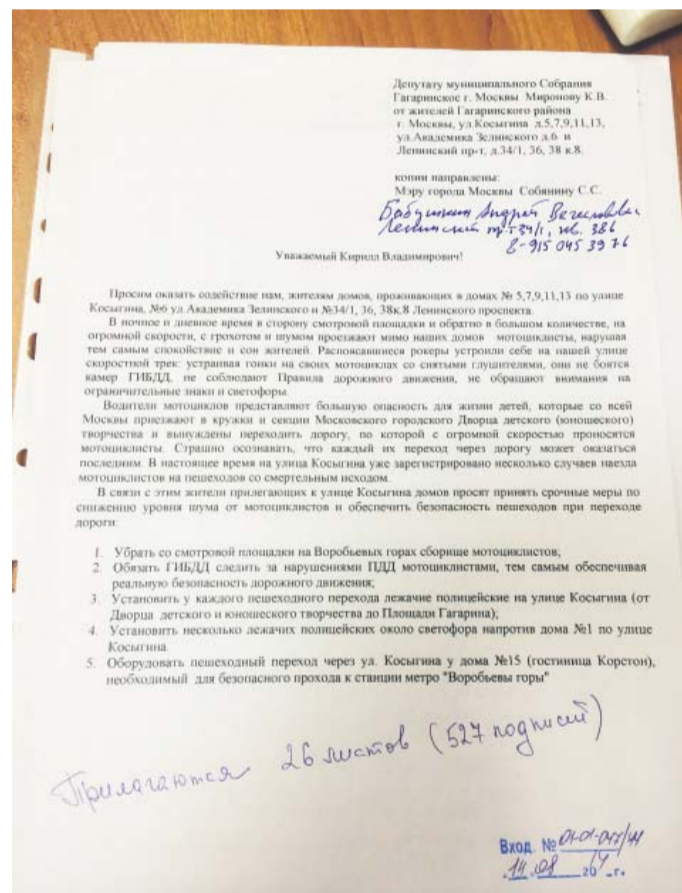 Депутату муниципального Собрания
Гагаринское г. Москвы Миронову К.В.
от жителей Гагаринского района
г. Москвы, ул.Косыгина д.5,7,9,11,13,
ул.Академика Зелинского д.6 и
Ленинский пр-т, д.34/1, 36, 38 к.8.
копии направлены:
Мэру города Москвы Собянину С.С.
Бабушкин Андрей Вячеславович
Ленинский пр-т 34/1, кв. 386
8-915 045 39 76
Уважаемый Кирилл Владимирович!
Просим оказать содействие нам, жителям домов, проживающих в домах № 5,7,9,11,13 по улице
Косыгина, №6 ул Академика Зелинского и №34/1, 36, 38к.8 Ленинского проспекта.
В ночное и дневное время в сторону смотровой площадки и обратно в большом количестве, на
огромной скорости, с грохотом и шумом проезжают мимо наших домов мотоциклисты, нарушая
тем самым спокойствие и сон жителей. Распоясавшиеся рокеры устроили себе на нашей улице
скоростной трек: устраивая гонки на своих мотоциклах со снятыми глушителями, они не боятся
камер ГИБДД, не соблюдают Правила дорожного движения, не обращают внимания на
ограничительные знаки и светофоры.
Водители мотоциклов представляют большую опасность для жизни детей, которые со всей
Москвы приезжают в кружки и секции Московского городского Дворца детского (юношеского)
творчества и вынуждены переходить дорогу, по которой с огромной скоростью проносятся
мотоциклисты. Страшно осознавать, что каждый их переход через дорогу может оказаться
последним. В настоящее время на улица Косыгина уже зарегистрировано несколько случаев наезда
мотоциклистов на пешеходов со смертельным исходом.
В связи с этим жители прилегающих к улице Косыгина домов просят принять срочные меры по
снижению уровня шума от мотоциклистов и обеспечить безопасность пешеходов при переходе
дороги:
1. Убрать со смотровой площадки на Воробьевых горах сборище мотоциклистов;
2. Обязать ГИБДД следить за нарушениями ПДД мотоциклистами, тем самым обеспечивая
реальную безопасность дорожного движения;
3. Установить у каждого пешеходного перехода лежачие полицейские на улице Косыгина (от
Дворца детского и юношеского творчества до Площади Гагарина);
4. Установить несколько лежачих полицейских около светофора напротив дома №1 по улице
Косыгина.
5. Оборудовать пешеходный переход через ул. Косыгина у дома №15 (гостиница Корстон),
необходимый для безопасного прохода к станции метро "Воробьевы горы"
Прилагаются 26 листов (527 подписей)
Вход. №
14 08 20 14 г.